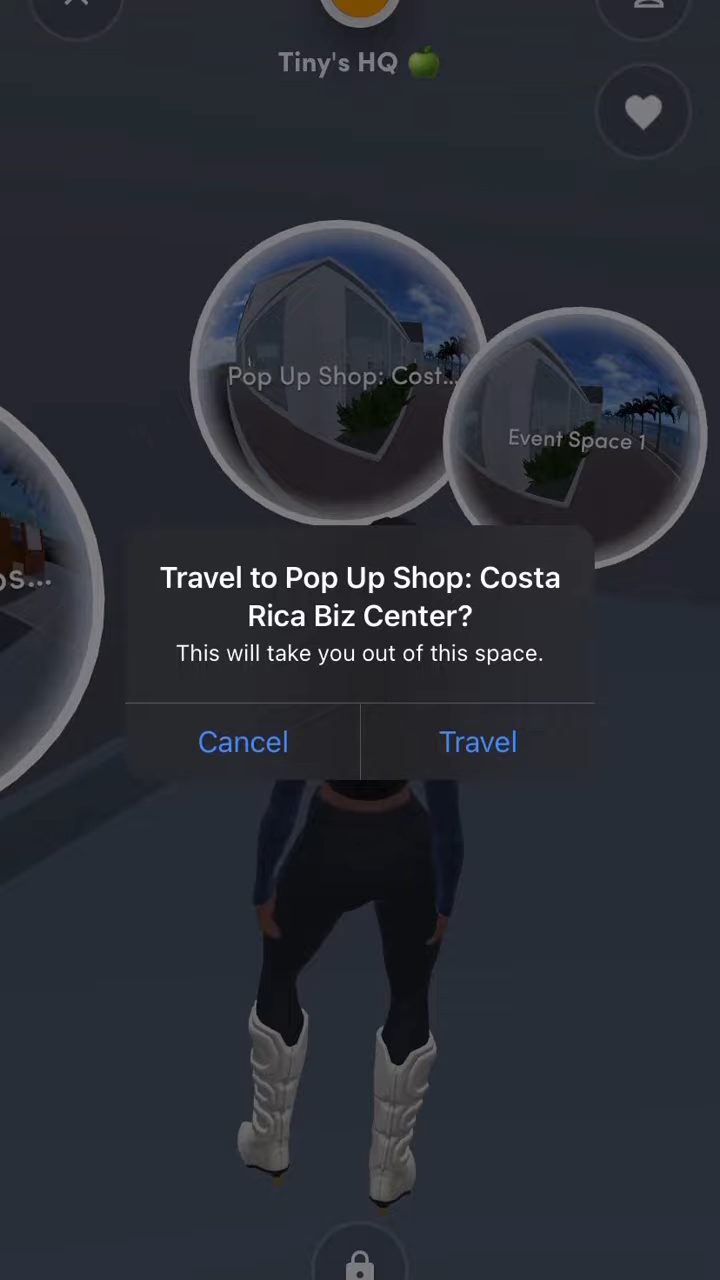 Tiny's HQ 🍏
Pop Up Shop: Cost...
Event Space 1
os...
Travel to Pop Up Shop: Costa
Rica Biz Center?
This will take you out of this space.
Cancel
Travel